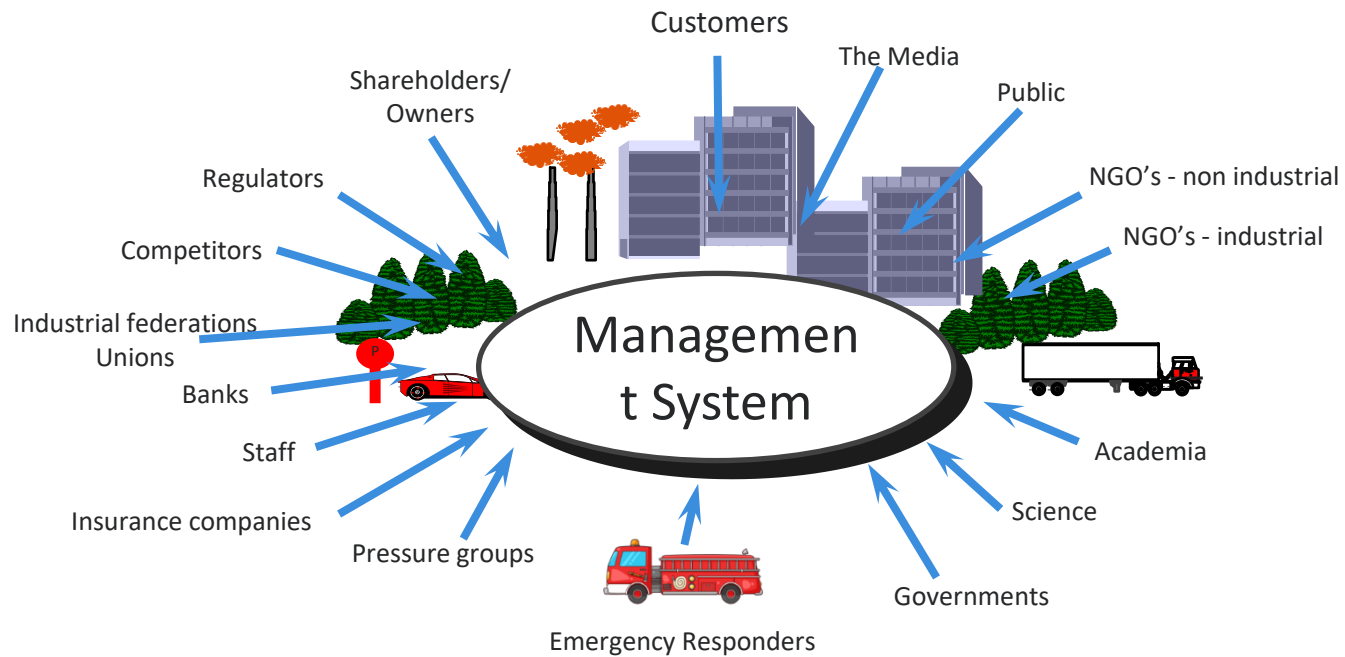 Customers
The Media
Shareholders/
Owners
Public
Regulators
NGO's - non industrial
Competitors
NGO's - industrial
Industrial federations
Unions
P
Managemen
t System
Banks
Staff
Academia
Insurance companies
Science
Pressure groups
Governments
Emergency Responders